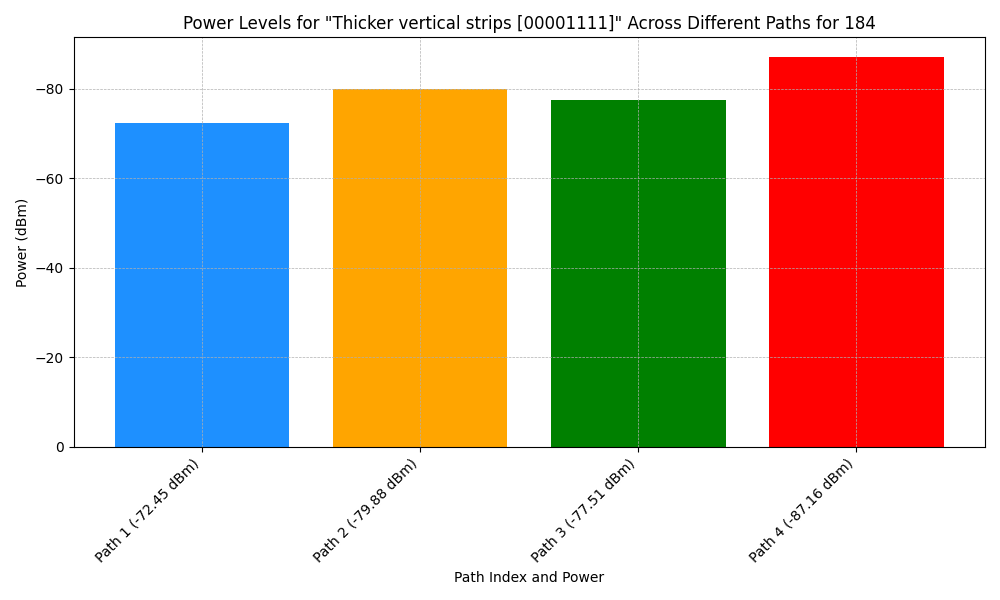 Power Levels for "Thicker vertical strips [00001111]" Across Different Paths for 184
Power (dBm)
−80
−60
−40
−20
0
Path 1 (-72.45 dBm)
Path 2 (-79.88 dBm)
Path 3 (-77.51 dBm)
Path 4 (-87.16 dBm)
Path Index and Power